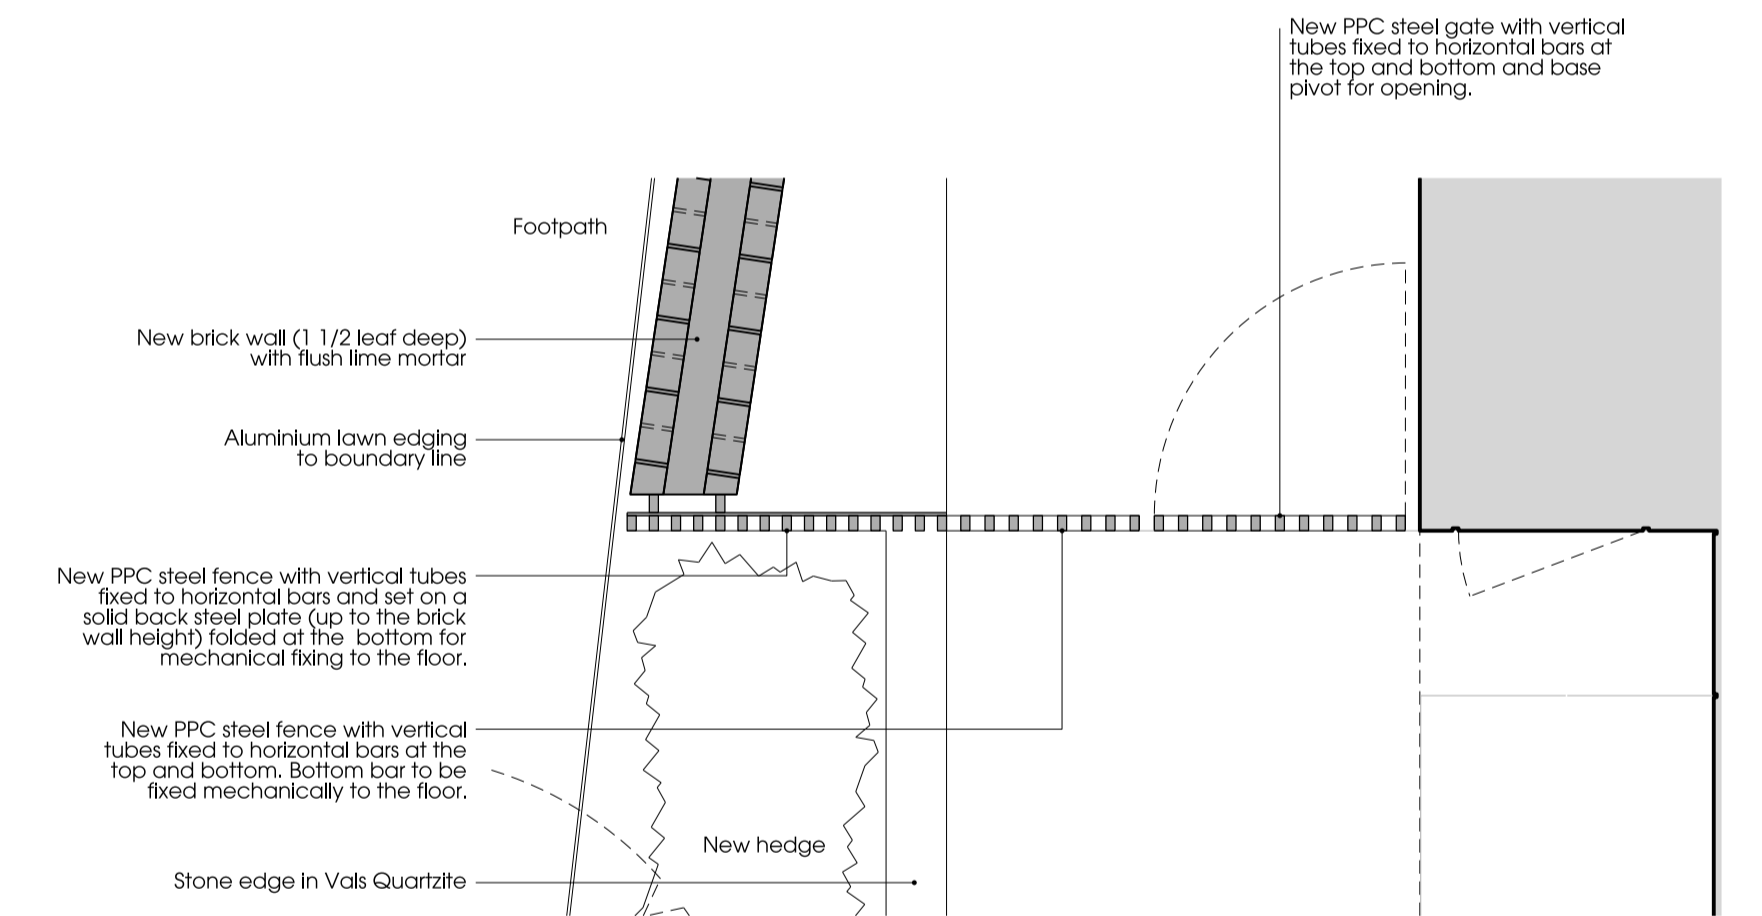 New PPC steel gate with vertical
tubes fixed to horizontal bars at
the top and bottom and base
pivot for opening.
Footpath
New brick wall (1 1/2 leaf deep)
with flush lime mortar
Aluminium lawn edging
to boundary line
New PPC steel fence with vertical tubes
fixed to horizontal bars and set on a
solid back steel plate (up to the brick
wall height) folded at the bottom for
mechanical fixing to the floor.
New PPC steel fence with vertical
tubes fixed to horizontal bars at the
top and bottom. Bottom bar to be
fixed mechanically to the floor.
New hedge
Stone edge in Vals Quartzite